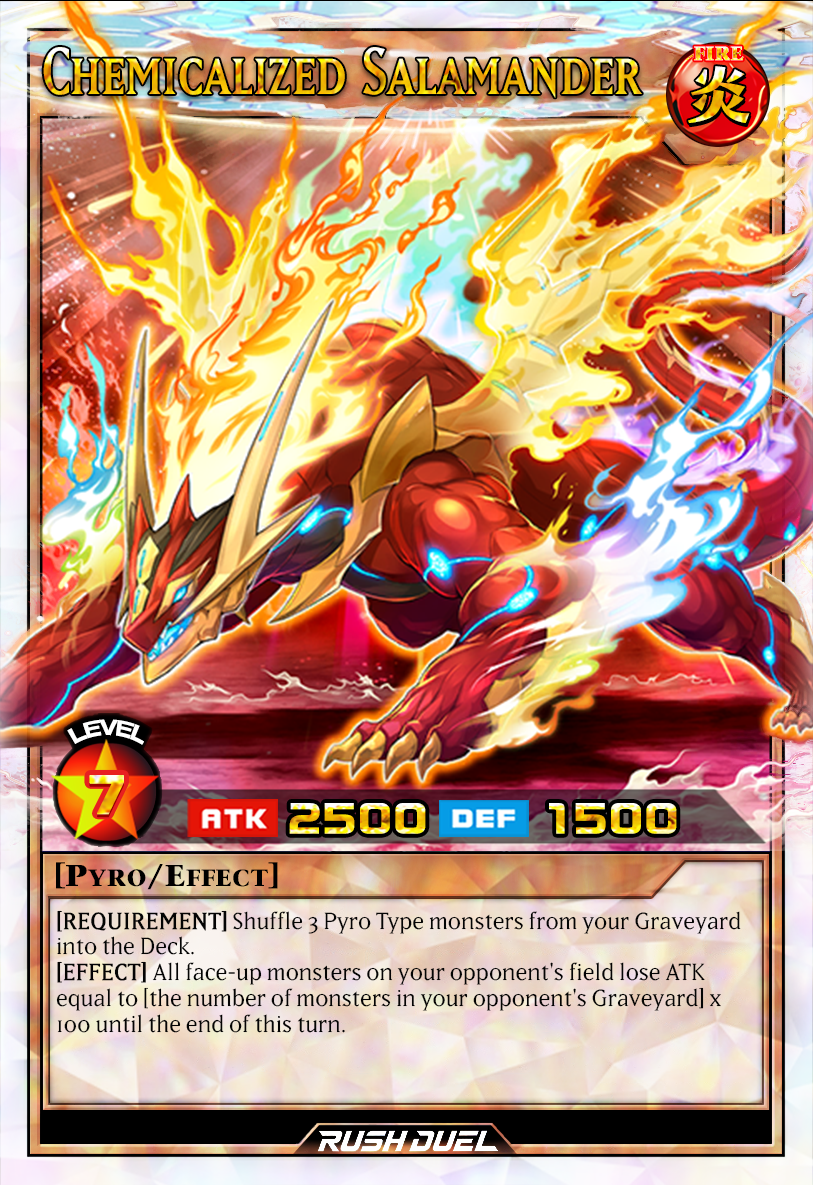 Chemicalized Salamander
FIRE
炎
LEVEL
7
ATK 2500 DEF 1500
[Pyro/Effect]
[REQUIREMENT] Shuffle 3 Pyro Type monsters from your Graveyard
into the Deck.
[EFFECT] All face-up monsters on your opponent's field lose ATK
equal to [the number of monsters in your opponent's Graveyard] x
100 until the end of this turn.
RUSH DUEL